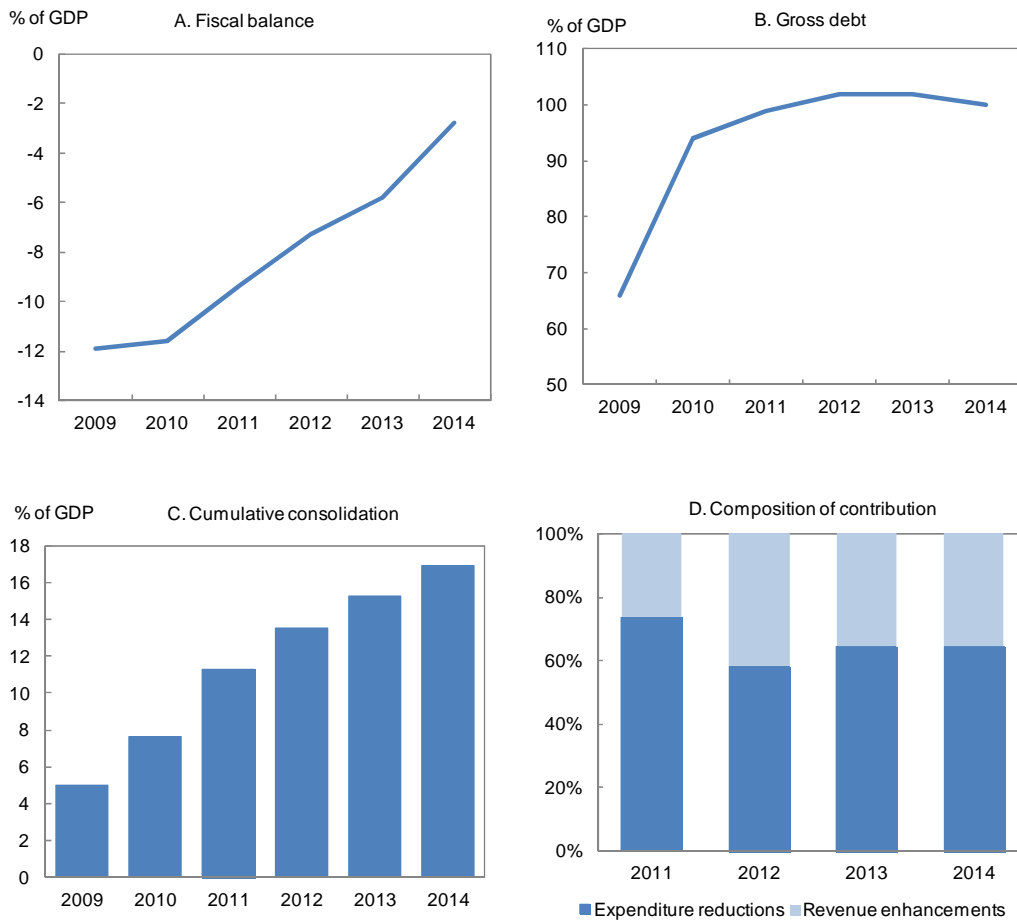 % of GDP
A. Fiscal balance
0
-2
-4
-6
-8
-10
-12
-14
2009 2010 2011 2012 2013 2014
% of GDP
B. Gross debt
110
100
90
80
70
60
50
2009 2010 2011 2012 2013 2014
% of GDP
C. Cumulative consolidation
18
16
14
12
10
8
6
4
2
0
2009 2010 2011 2012 2013 2014
D. Composition of contribution
100%
80%
60%
40%
20%
0%
2011 2012 2013 2014
Expenditure reductions Revenue enhancements